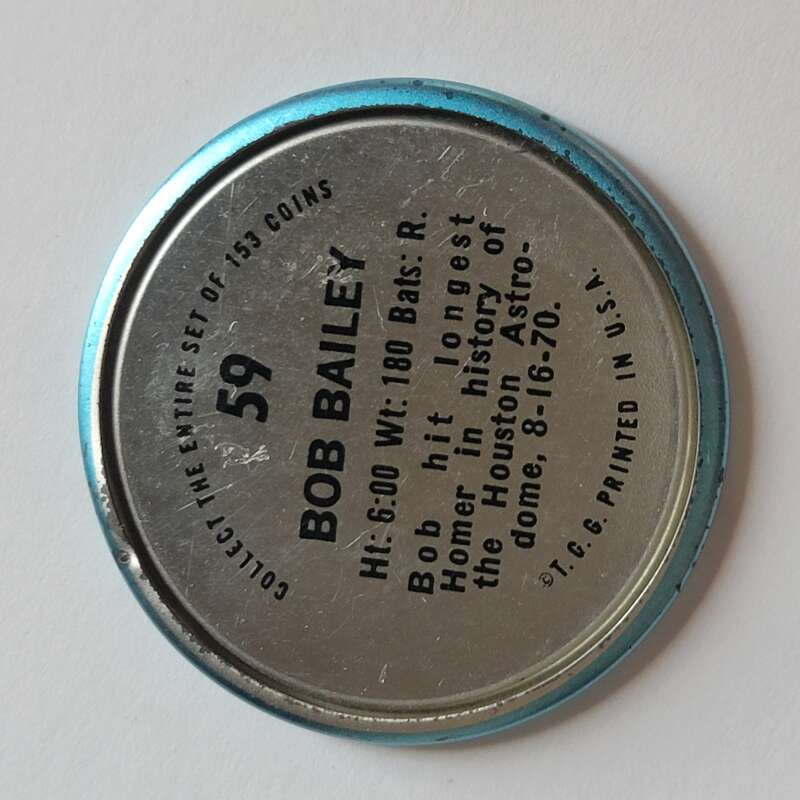 COLLECT THE ENTIRE SET OF 153 COINS
59
BOB BAILEY
Ht: 6:00 Wt: 180 Bats: R.
Bob hit longest
Homer in history of
the Houston Astro-
dome, 8-16-70.
©T. C. G. PRINTED IN U.S.A.